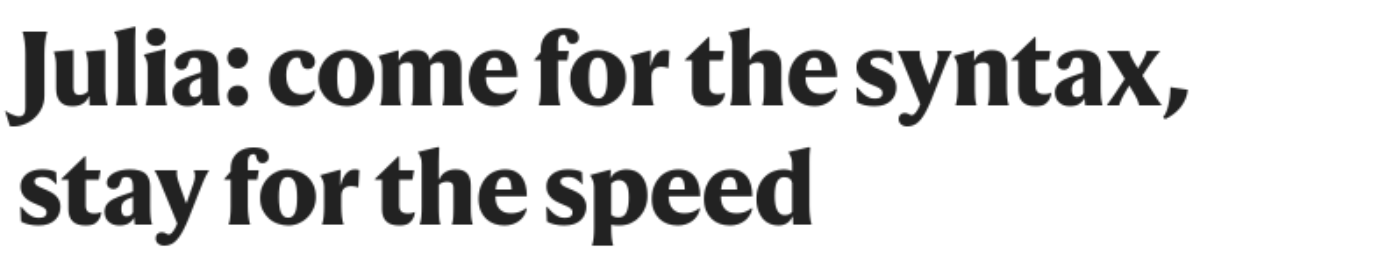 Julia: come for the syntax,
stay for the speed